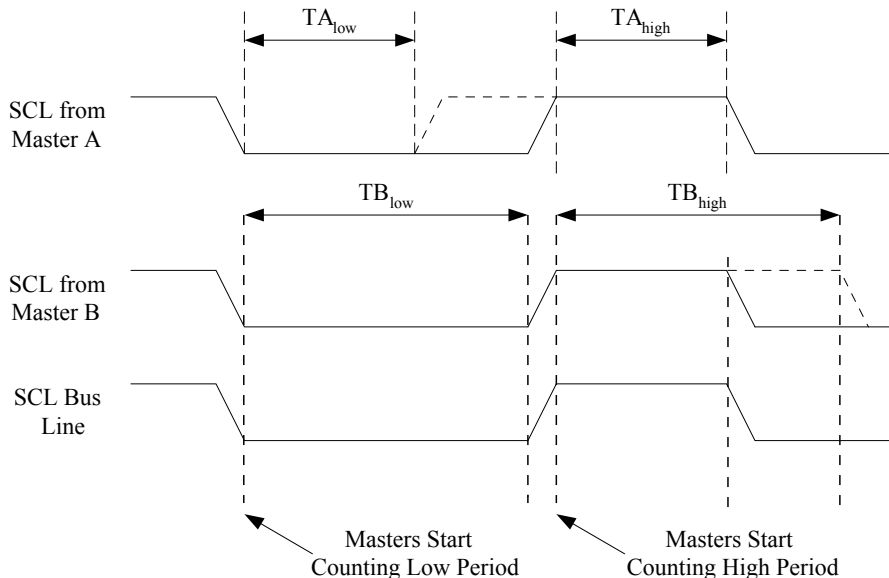 TA_low
TA_high
SCL from
Master A
TB_low
TB_high
SCL from
Master B
SCL Bus
Line
Masters Start
Counting Low Period
Masters Start
Counting High Period